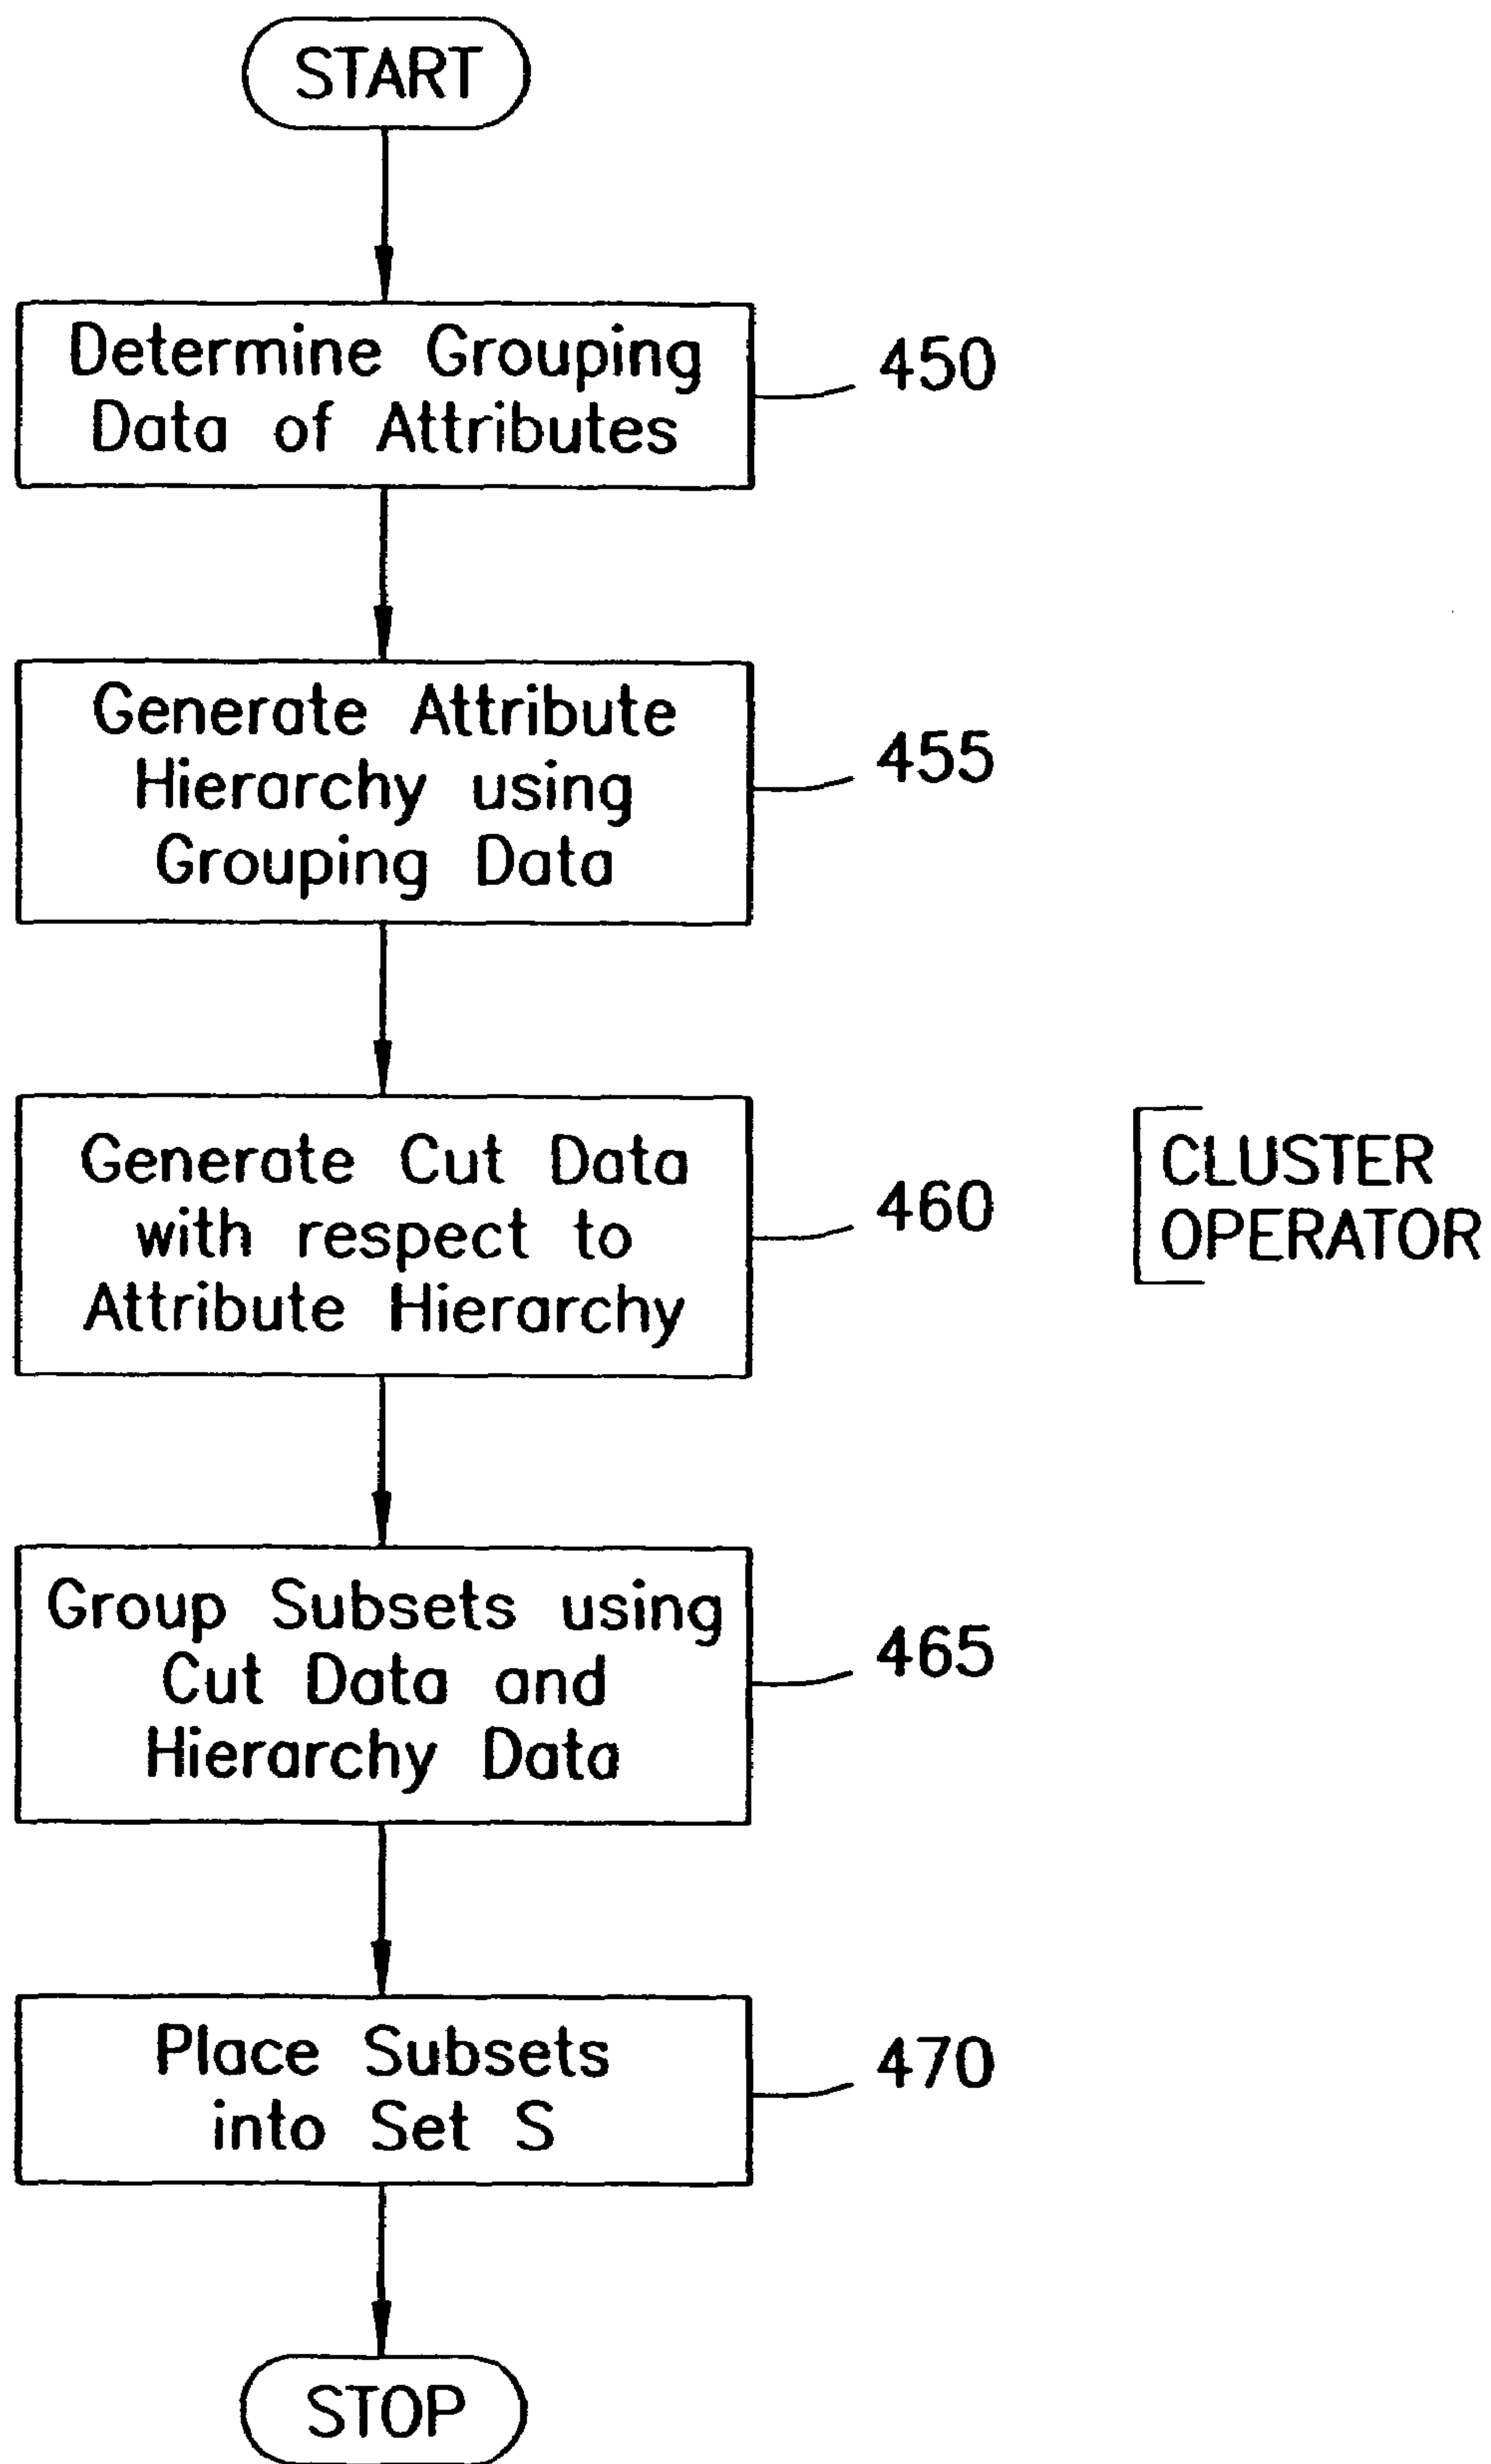 START
Determine Grouping
Data of Attributes
450
Generate Attribute
Hierarchy using
Grouping Data
455
Generate Cut Data
with respect to
Attribute Hierarchy
460
CLUSTER
OPERATOR
Group Subsets using
Cut Data and
Hierarchy Data
465
Place Subsets
into Set S
470
STOP